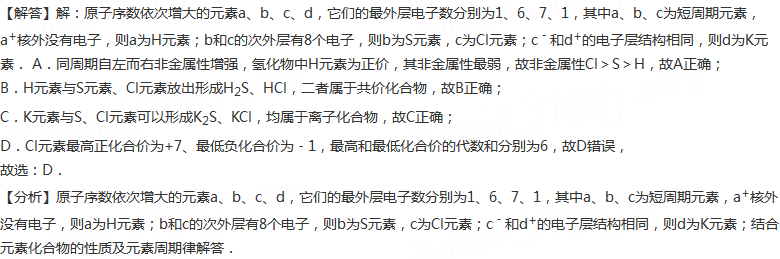 【解答】解：原子序数依次增大的元素a、b、c、d，它们的最外层电子数分别为1、6、7、1，其中a、b、c为短周期元素，
a⁺核外没有电子，则a为H元素；b和c的次外层有8个电子，则b为S元素，c为Cl元素；c⁻和d⁺的电子层结构相同，则d为K元
素．A．同周期自左而右非金属性增强，氢化物中H元素为正价，其非金属性最弱，故非金属性Cl＞S＞H，故A正确；
B．H元素与S元素、Cl元素放出形成H₂S、HCl，二者属于共价化合物，故B正确；
C．K元素与S、Cl元素可以形成K₂S、KCl，均属于离子化合物，故C正确；
D．Cl元素最高正化合价为+7、最低负化合价为﹣1，最高和最低化合价的代数和分别为6，故D错误，
故选：D．
【分析】原子序数依次增大的元素a、b、c、d，它们的最外层电子数分别为1、6、7、1，其中a、b、c为短周期元素，a⁺核外
没有电子，则a为H元素；b和c的次外层有8个电子，则b为S元素，c为Cl元素；c⁻和d⁺的电子层结构相同，则d为K元素；结合
元素化合物的性质及元素周期律解答．